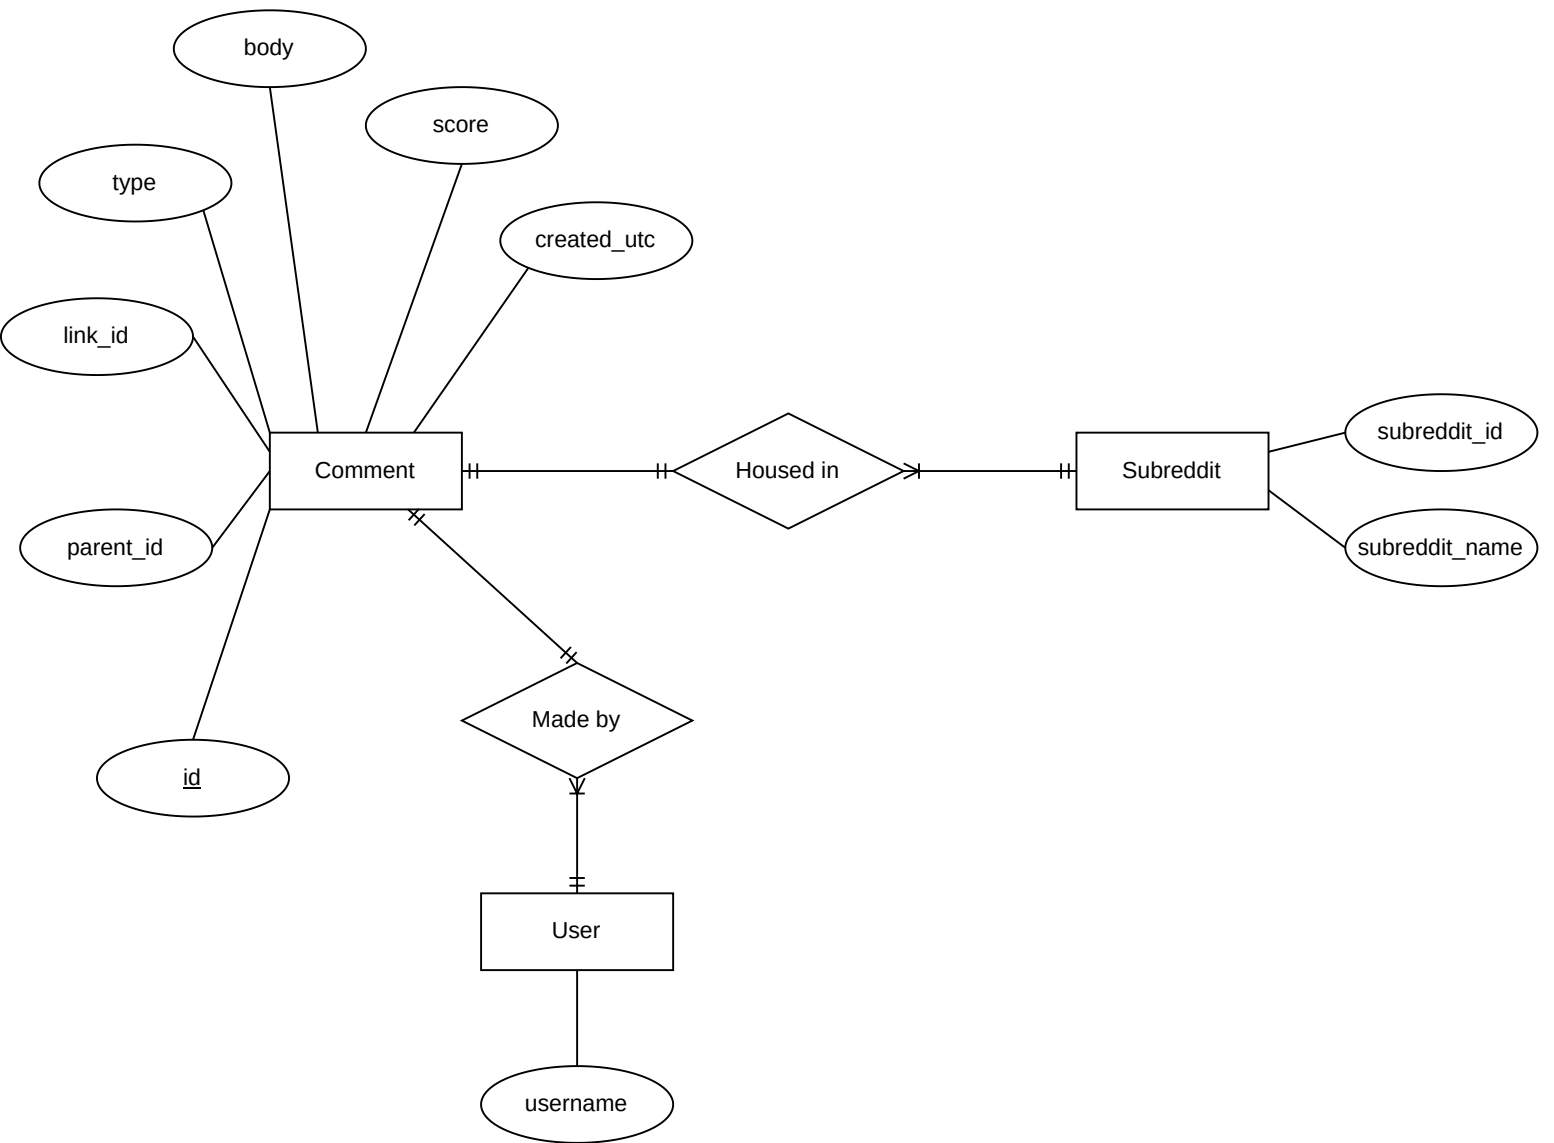 body
score
type
created_utc
link_id
subreddit_id
Comment
Housed in
Subreddit
parent_id
subreddit_name
Made by
id
User
username